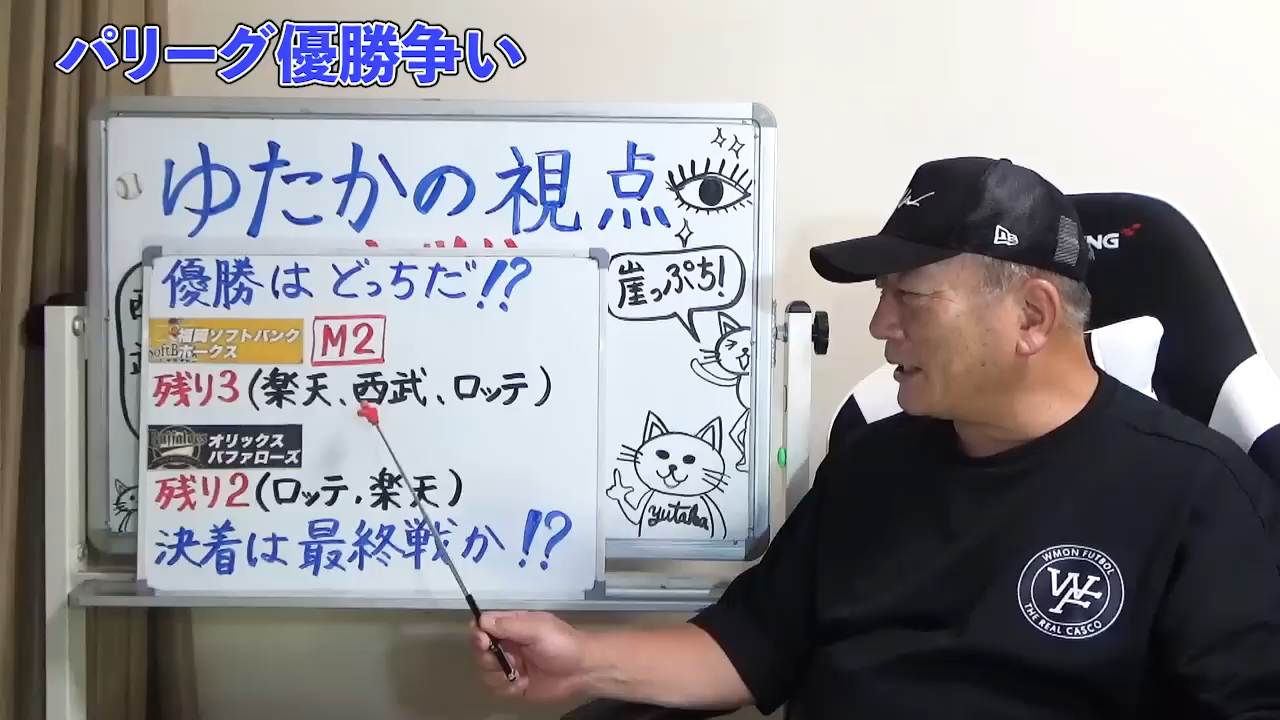 パリーグ優勝争い
ゆたかの視点
優勝はどっちだ!?
福岡ソフトバンク
ホークス
M2
残り3(楽天、西武、ロッテ)
Buffaloes
オリックス
バファローズ
残り2(ロッテ,楽天)
決着は最終戦か!?
崖っぷち!
yutaka
NG
WMON FUTBOL
WF
THE REAL CASCO